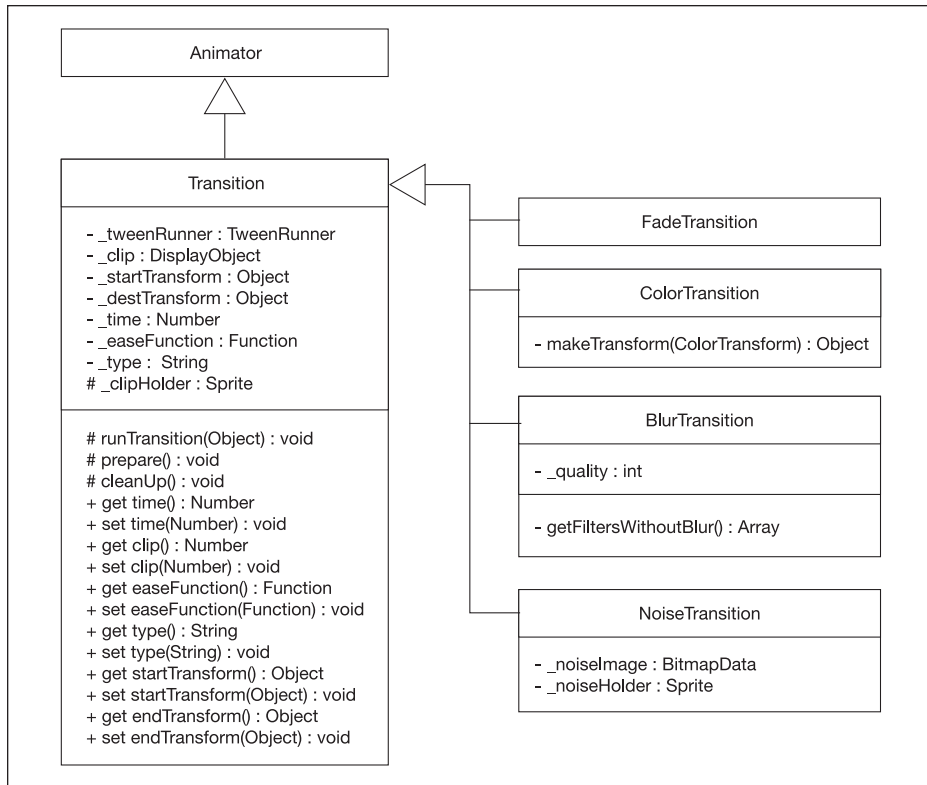 Animator
Transition
- _tweenRunner : TweenRunner
- _clip : DisplayObject
- _startTransform : Object
- _destTransform : Object
- _time : Number
- _easeFunction : Function
- _type : String
# _clipHolder : Sprite
# runTransition(Object) : void
# prepare() : void
# cleanUp() : void
+ get time() : Number
+ set time(Number) : void
+ get clip() : Number
+ set clip(Number) : void
+ get easeFunction() : Function
+ set easeFunction(Function) : void
+ get type() : String
+ set type(String) : void
+ get startTransform() : Object
+ set startTransform(Object) : void
+ get endTransform() : Object
+ set endTransform(Object) : void
FadeTransition
ColorTransition
- makeTransform(ColorTransform) : Object
BlurTransition
- _quality : int
- getFiltersWithoutBlur() : Array
NoiseTransition
- _noiseImage : BitmapData
- _noiseHolder : Sprite